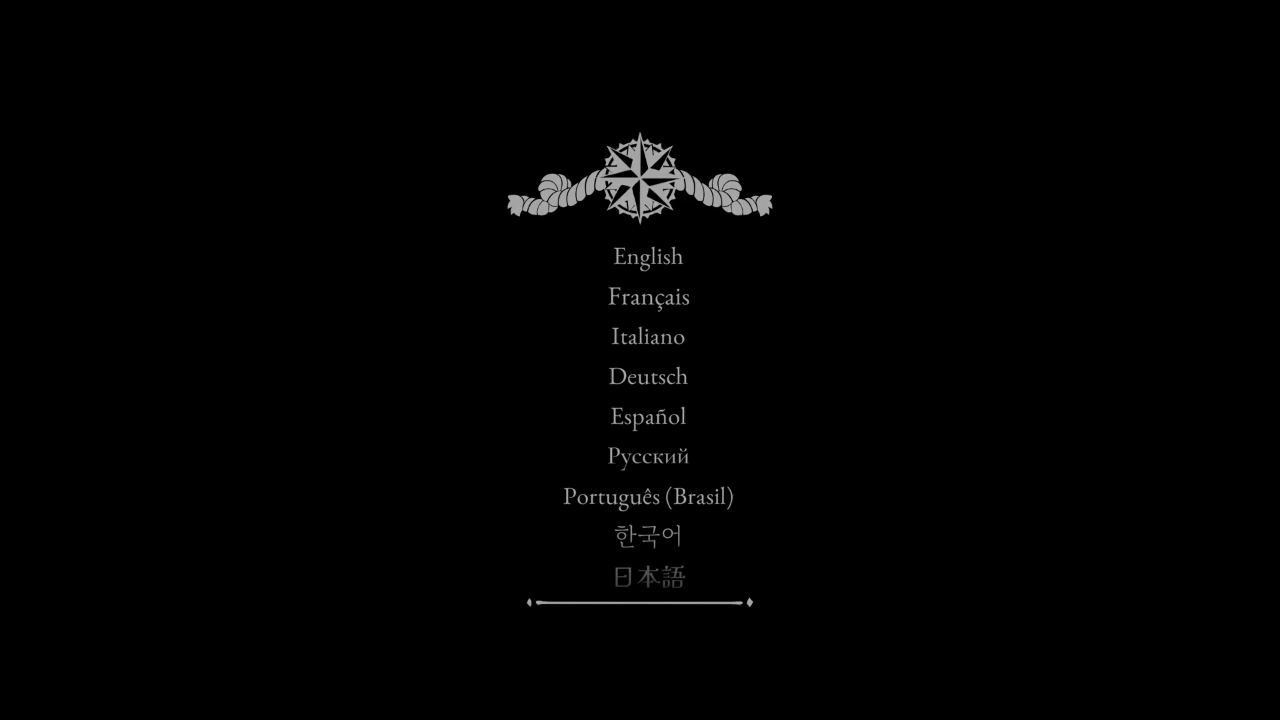 English
Français
Italiano
Deutsch
Español
Русский
Português (Brasil)
한국어
日本語